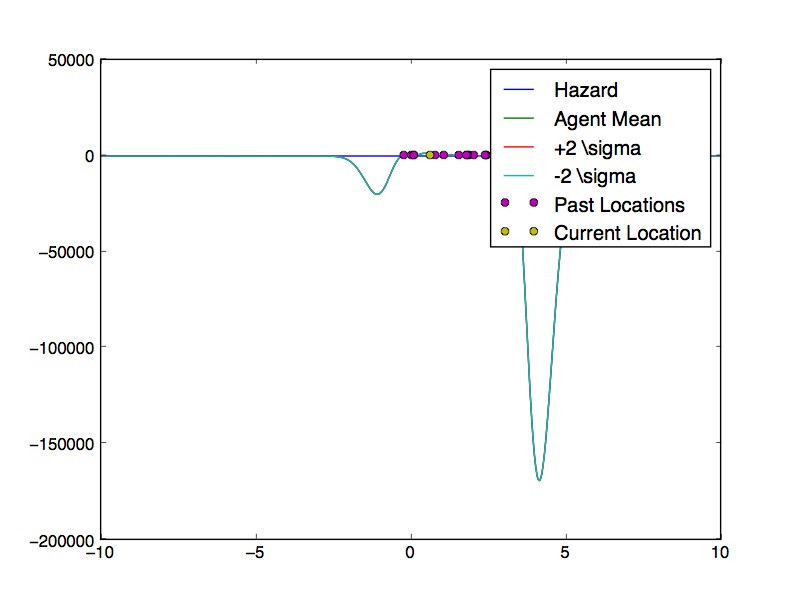 50000
0
−50000
−100000
−150000
−200000
−10
−5
0
5
10
Hazard
Agent Mean
+2 \sigma
-2 \sigma
Past Locations
Current Location